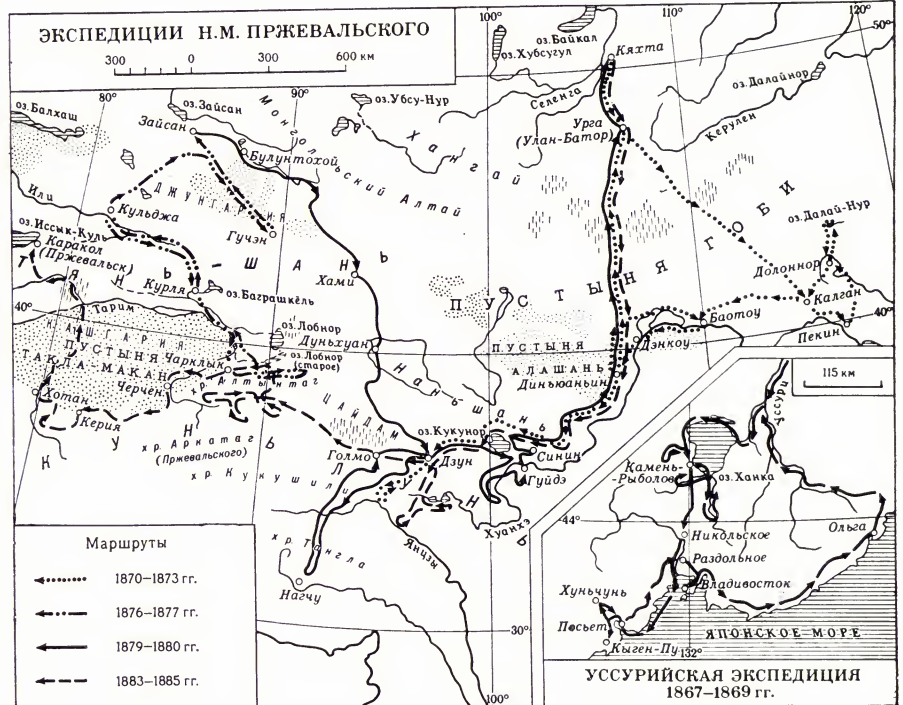 ЭКСПЕДИЦИИ Н.М. ПРЖЕВАЛЬСКОГО
300 0 300 600 км
100°
110°
120°
50°
оз.Байкал
оз.Хубсугул
Кяхта
Селенга
оз.Далайнор
Керулен
80°
90°
оз.Балхаш
оз.Зайсан
Зайсан
оз.Убсу-Нур
Хангай
Монгольский Алтай
Урга
(Улан-Батор)
Булунтохой
ДЖУНГАРИЯ
Или
Кульджа
Гучэн
оз.Иссык-Куль
Каракол
(Пржевальск)
ТЯНЬ-ШАНЬ
Хами
Курля
оз.Баграшкёль
ПУСТЫНЯ ГОБИ
оз.Далай-Нур
Долоннор
Калган
Пекин
40°
40°
Баотоу
Дэнкоу
Тарим
КАШГАРИЯ
ПУСТЫНЯ
ТАКЛА-МАКАН
оз.Лобнор
Дуньхуан
оз.Лобнор
(старое)
Чарклык
Черчен
хр. Алтынтаг
ПУСТЫНЯ
АЛАШАНЬ
Диньюаньин
Наньшань
Хотан
Керия
ЦАЙДАМ
оз.Кукунор
Синин
Гуйдэ
КУНЬЛУНЬ
хр. Аркатаг
(Пржевальского)
хр. Кукушили
Голмо
Дзун
Хуанхэ
Янцзы
хр. Тангла
Нагчу
30°
100°
Маршруты
1870—1873 гг.
1876—1877 гг.
1879—1880 гг.
1883—1885 гг.
115 км
Уссури
Камень-
-Рыболов
оз.Ханка
44°
Никольское
Ольга
Раздольное
Хуньчунь
Владивосток
Посьет
ЯПОНСКОЕ МОРЕ
Кыген-Пу
132°
УССУРИЙСКАЯ ЭКСПЕДИЦИЯ
1867—1869 гг.